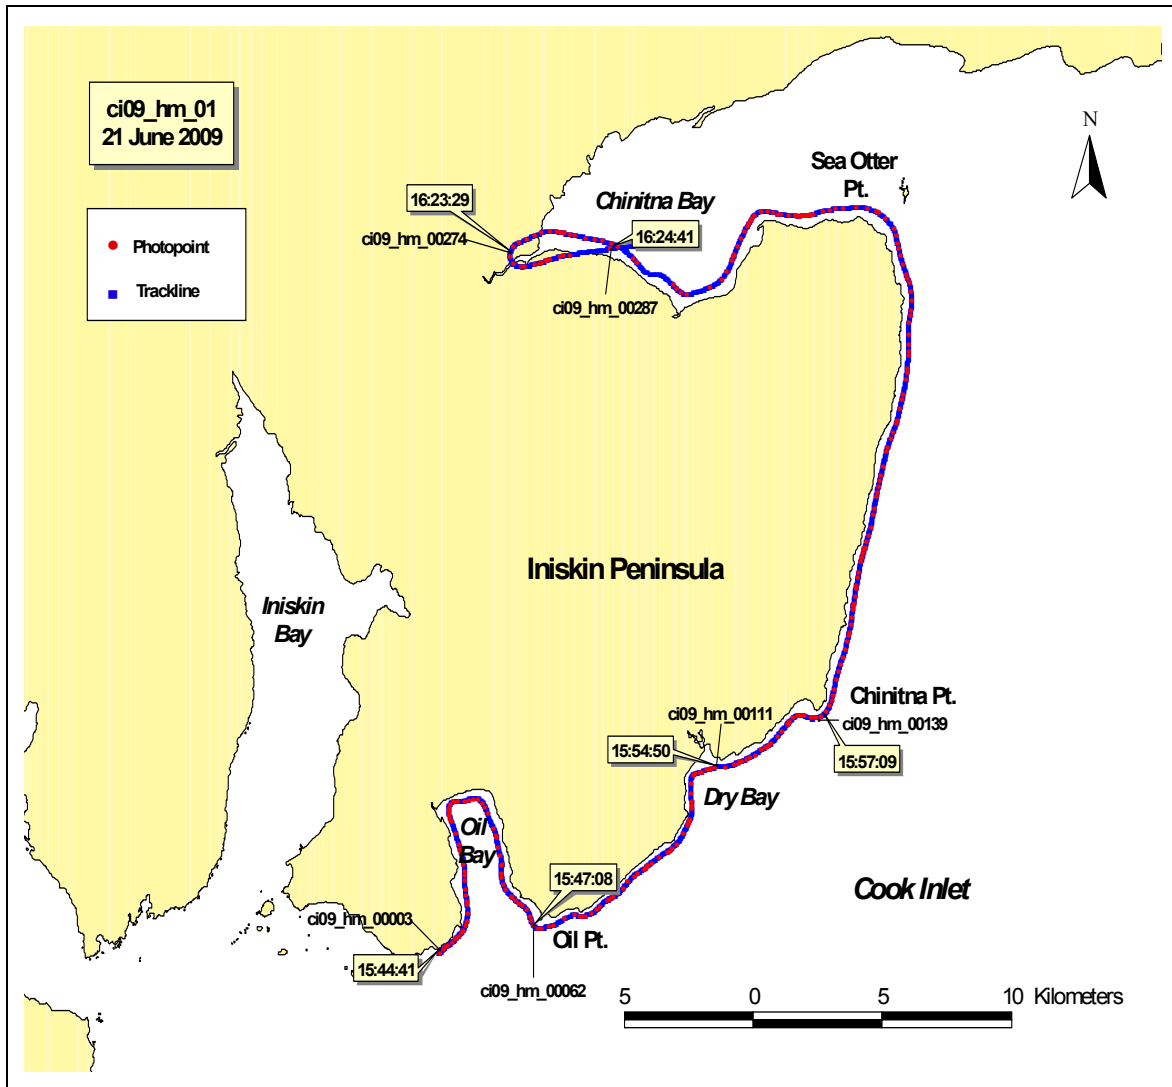 ci09_hm_01
21 June 2009
Photopoint
Trackline
N
Sea Otter
Pt.
Chinitna Bay
16:23:29
ci09_hm_00274
16:24:41
ci09_hm_00287
Iniskin Peninsula
Iniskin
Bay
Chinitna Pt.
ci09_hm_00139
15:57:09
ci09_hm_00111
15:54:50
Dry Bay
Oil
Bay
15:47:08
Cook Inlet
ci09_hm_00003
Oil Pt.
15:44:41
ci09_hm_00062
5 0 5 10 Kilometers